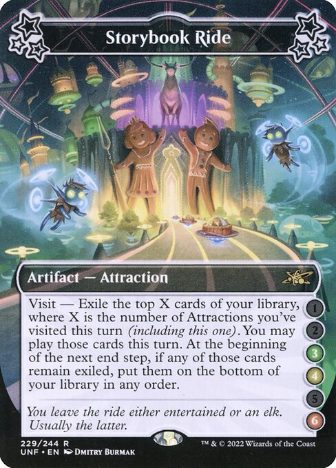 Storybook Ride
Artifact — Attraction
Visit — Exile the top X cards of your library,
where X is the number of Attractions you've
visited this turn (including this one). You may
play those cards this turn. At the beginning
of the next end step, if any of those cards
remain exiled, put them on the bottom of
your library in any order.
1
2
3
4
5
6
You leave the ride either entertained or an elk.
Usually the latter.
229/244 R
UNF • EN Dmitry Burmak
™ & © 2022 Wizards of the Coast